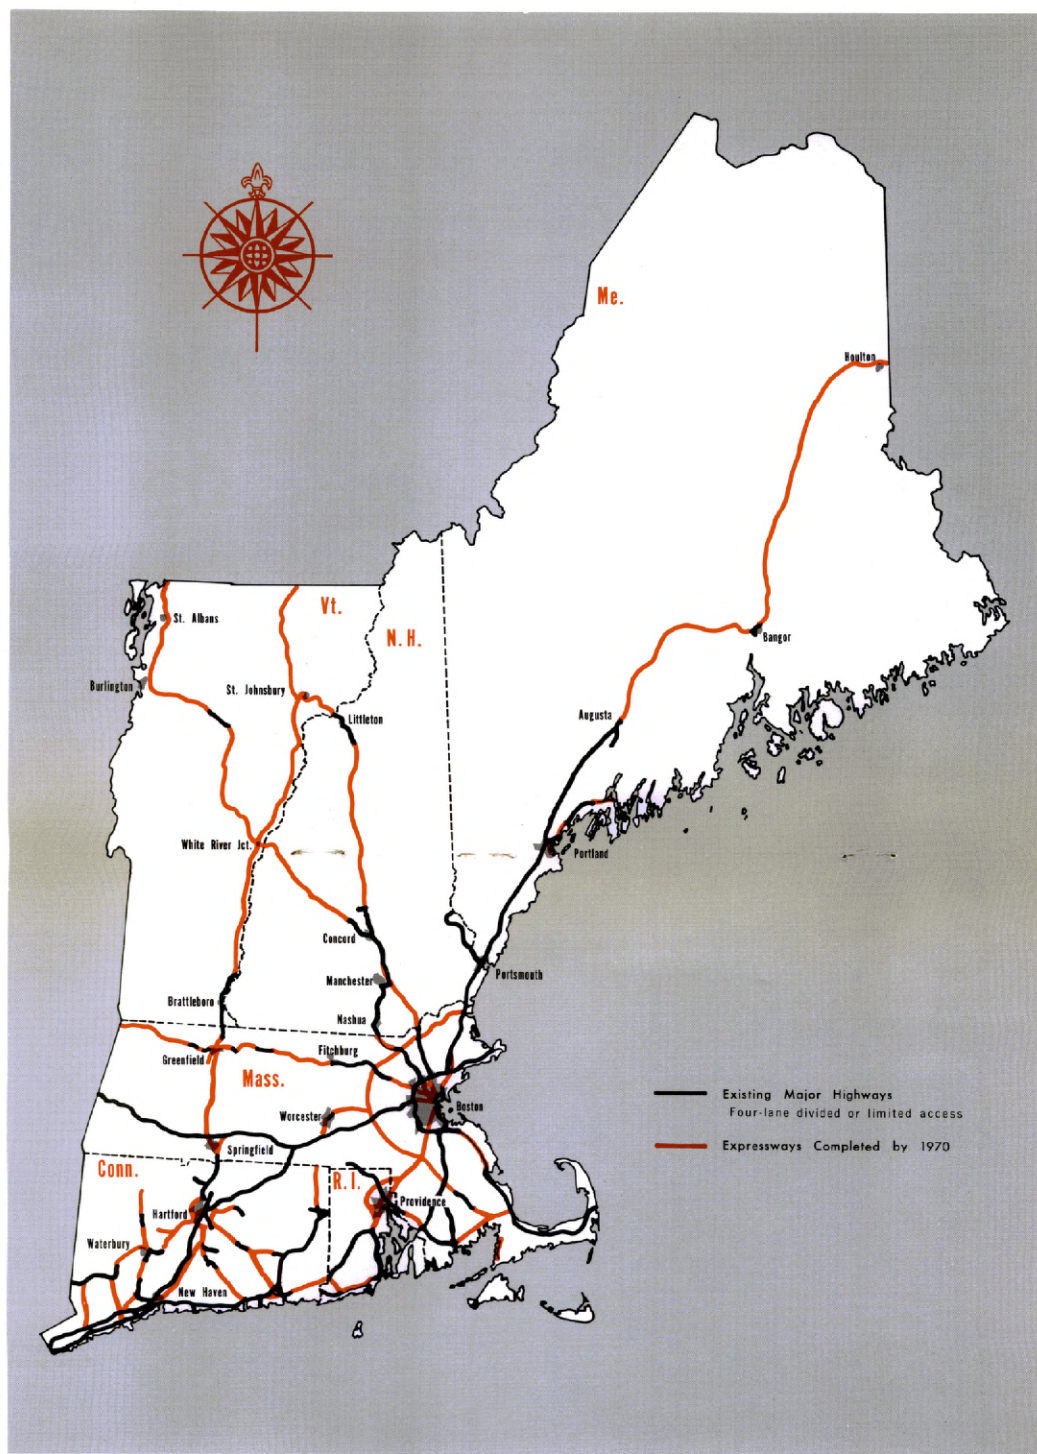 Me.
Houlton
Vt.
St. Albans
N. H.
Bangor
Burlington
St. Johnsbury
Littleton
Augusta
White River Jct.
Portland
Concord
Portsmouth
Manchester
Brattleboro
Nashua
Fitchburg
Greenfield
Mass.
Worcester
Boston
Existing Major Highways
Four-lane divided or limited access
Springfield
Expressways Completed by 1970
Conn.
R. I.
Providence
Hartford
Waterbury
New Haven